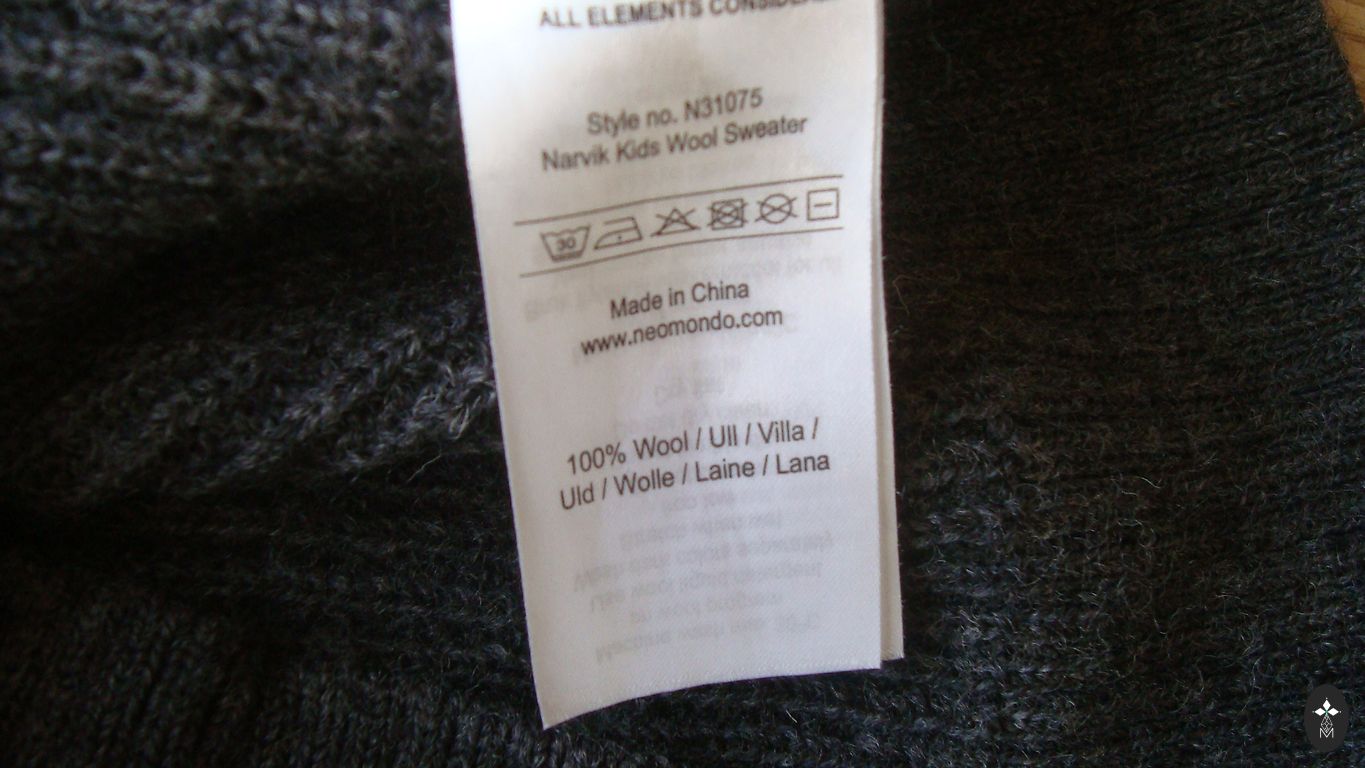 ALL ELEMENTS
Style no. N31075
Narvik Kids Wool Sweater
30
Made in China
www.neomondo.com
100% Wool / Ull / Villa /
Uld / Wolle / Laine / Lana
M